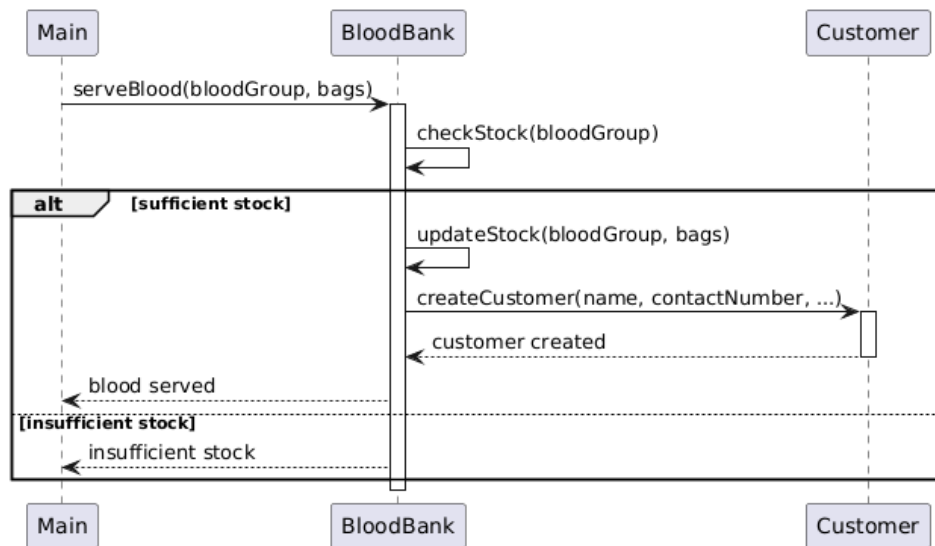 Main BloodBank Customer
serveBlood(bloodGroup, bags)
checkStock(bloodGroup)
alt [sufficient stock]
updateStock(bloodGroup, bags)
createCustomer(name, contactNumber, ...)
customer created
blood served
[insufficient stock]
insufficient stock
Main BloodBank Customer